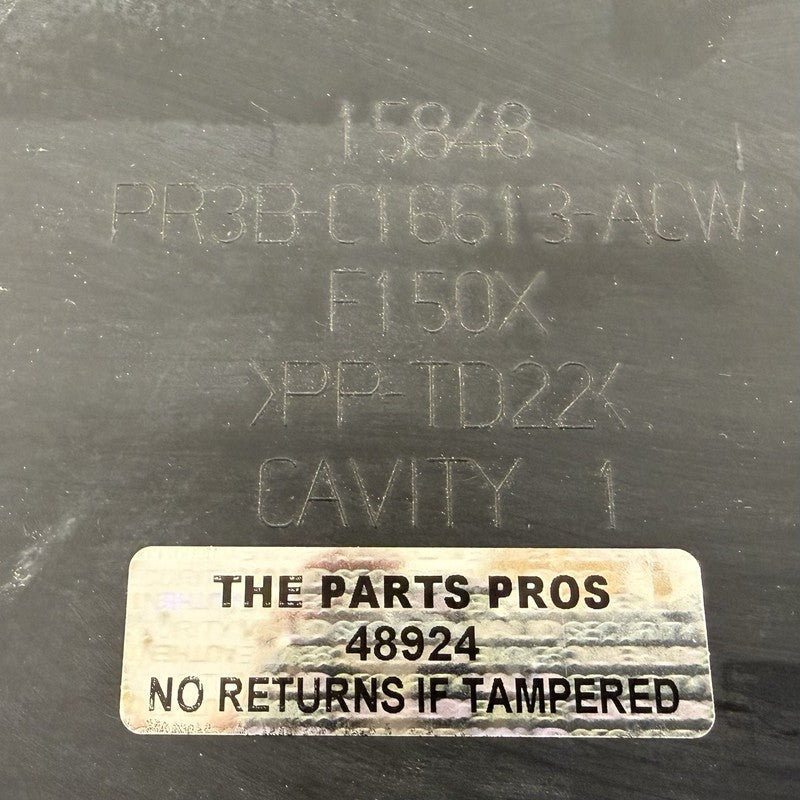 15848
PR3B-C16613-ACW
F150X
>PP-TD22<
CAVITY 1
THE PARTS PROS
48924
NO RETURNS IF TAMPERED